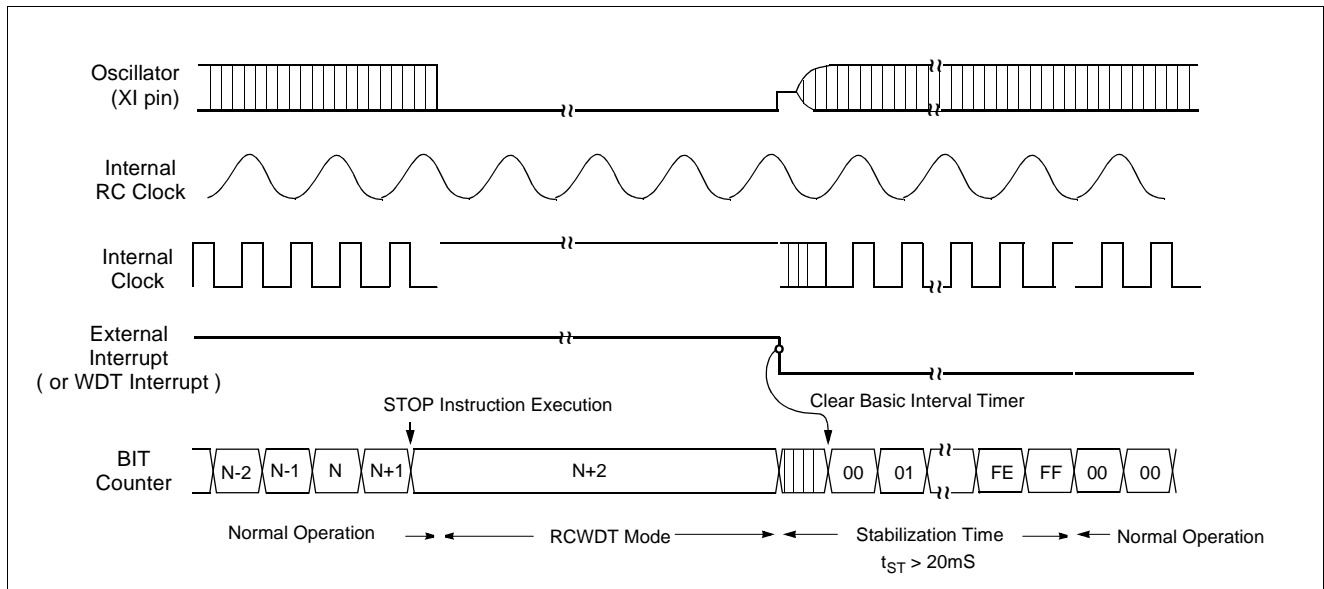 Oscillator
(XI pin)
Internal
RC Clock
Internal
Clock
External
Interrupt
( or WDT Interrupt )
STOP Instruction Execution
Clear Basic Interval Timer
BIT
Counter
N-2 N-1 N N+1 N+2 00 01 FE FF 00 00
Normal Operation RCWDT Mode Stabilization Time Normal Operation
tST > 20mS